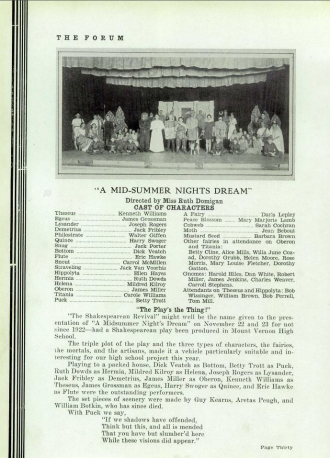 THE FORUM
"A MID-SUMMER NIGHTS DREAM"
Directed by Miss Ruth Domigan
CAST OF CHARACTERS
Theseus Kenneth Williams
Egeus James Grossman
Lysander Joseph Rogers
Demetrius Jack Fribley
Philostrate Walter Giffen
Quince Harry Swoger
Snug Jack Porter
Bottom Dick Veatch
Flute Eric Hawke
Snout Carrol McMillen
Starveling Jack Van Voorhis
Hippolyta Ellen Hayes
Hermia Ruth Dowds
Helena Mildred Kilroy
Oberon James Miller
Titania Carole Williams
Puck Betty Trott
A Fairy Daris Lepley
Peace Blossom Mary Marjorie Lamb
Cobweb Sarah Cochran
Moth Jean Bebout
Mustard Seed Barbara Brown
Other fairies in attendance on Oberon
and Titania:
Betty Cline, Alice Mills, Willa June Cosad,
Dorothy Grubbs, Helen Moore, Rose
Morris, Mary Louise Fletcher, Dorothy
Gatton.
Gnomes: Harold Hiles, Don White, Robert
Miller, James Jenkins, Charles Weaver,
Carroll Stephens.
Attendants on Theseus and Hippolyta: Bob
Wissinger, William Brown, Bob Ferrell,
Tom Mill.
"The Play's the Thing!"
"The Shakespearean Revival" might well be the name given to the pres-
entation of "A Midsummer Night's Dream" on November 22 and 23 for not
since 1922—had a Shakespearean play been produced in Mount Vernon High
School.
The triple plot of the play and the three types of characters, the fairies,
the mortals, and the artisans, made it a vehicle particularly suitable and in-
teresting for our high school project this year.
Playing to a packed house, Dick Veatch as Bottom, Betty Trott as Puck,
Ruth Dowds as Hermia, Mildred Kilroy as Helena, Joseph Rogers as Lysander,
Jack Fribley as Demetrius, James Miller as Oberon, Kenneth Williams as
Theseus, James Grossman as Egeus, Harry Swoger as Quince, and Eric Hawke
as Flute were the outstanding performers.
The set pieces of scenery were made by Guy Kearns, Aretas Peugh, and
William Botkin, who has since died.
With Puck we say,
"If we shadows have offended,
Think but this, and all is mended
That you have but slumber'd here
While these visions did appear."
Page Thirty